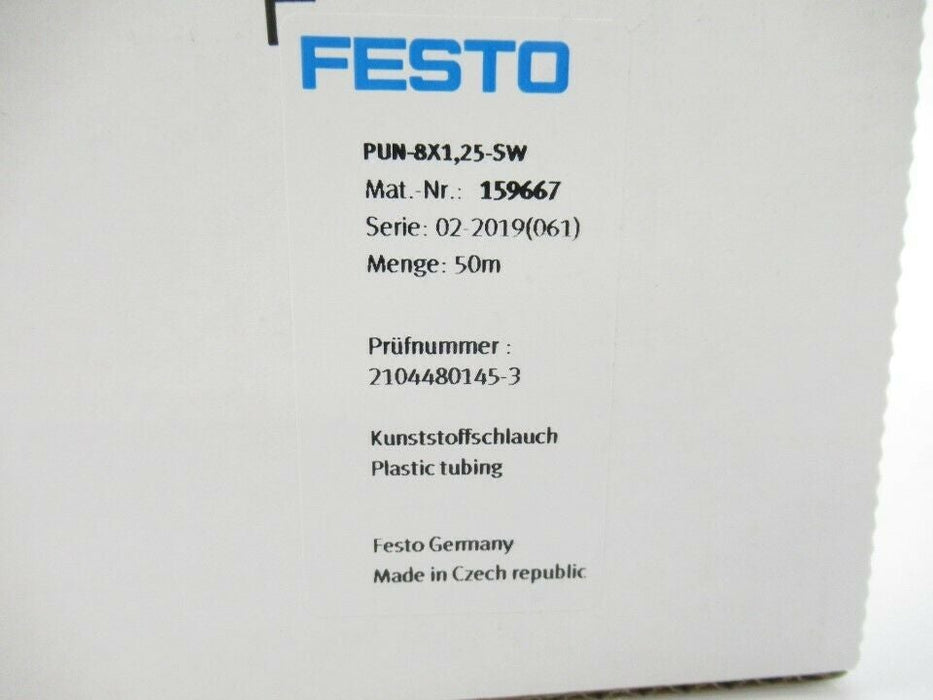 FESTO
PUN-8X1,25-SW
Mat.-Nr.: 159667
Serie: 02-2019(061)
Menge: 50m
Prüfnummer :
2104480145-3
Kunststoffschlauch
Plastic tubing
Festo Germany
Made in Czech republic